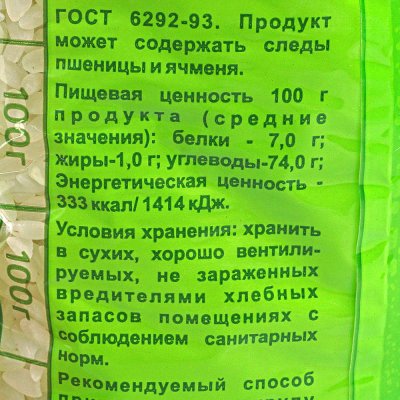 ГОСТ 6292-93. Продукт
может содержать следы
пшеницы и ячменя.
Пищевая ценность 100 г
продукта (средние
значения): белки - 7,0 г;
жиры-1,0 г; углеводы-74,0 г;
Энергетическая ценность -
333 ккал/ 1414 кДж.
Условия хранения: хранить
в сухих, хорошо вентили-
руемых, не зараженных
вредителями хлебных
запасов помещениях с
соблюдением санитарных
норм.
Рекомендуемый способ
100г
100г